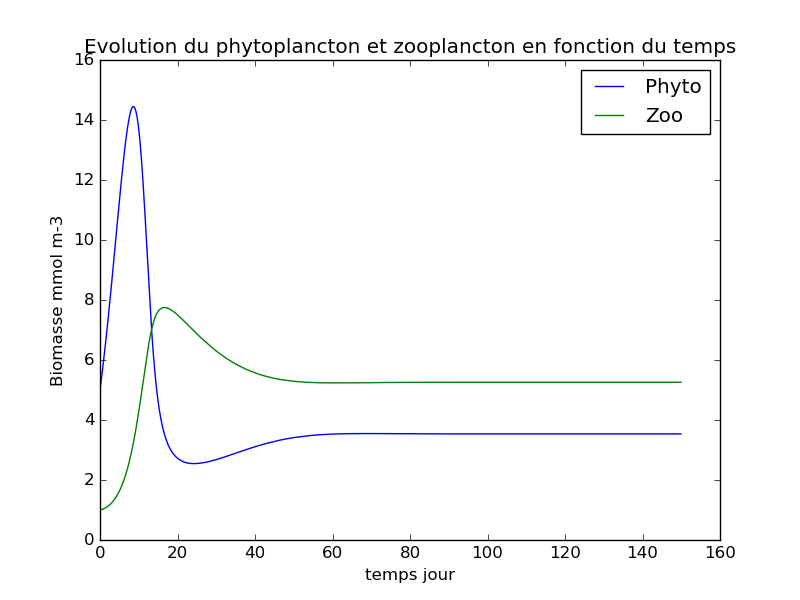 Evolution du phytoplancton et zooplancton en fonction du temps
Phyto
Zoo
Biomasse mmol m-3
16
14
12
10
8
6
4
2
0
0 20 40 60 80 100 120 140 160
temps jour